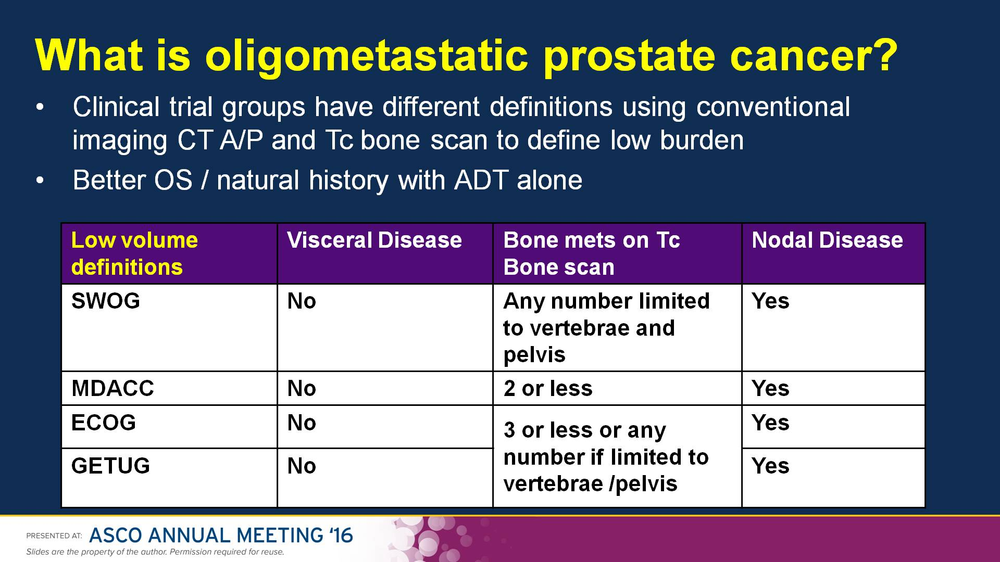 What is oligometastatic prostate cancer?
• Clinical trial groups have different definitions using conventional
imaging CT A/P and Tc bone scan to define low burden
• Better OS / natural history with ADT alone
Low volume
definitions
Visceral Disease
Bone mets on Tc
Bone scan
Nodal Disease
SWOG
No
Any number limited
to vertebrae and
pelvis
Yes
MDACC
No
2 or less
Yes
ECOG
No
3 or less or any
number if limited to
vertebrae /pelvis
Yes
GETUG
No
Yes
PRESENTED AT: ASCO ANNUAL MEETING ‘16
Slides are the property of the author. Permission required for reuse.